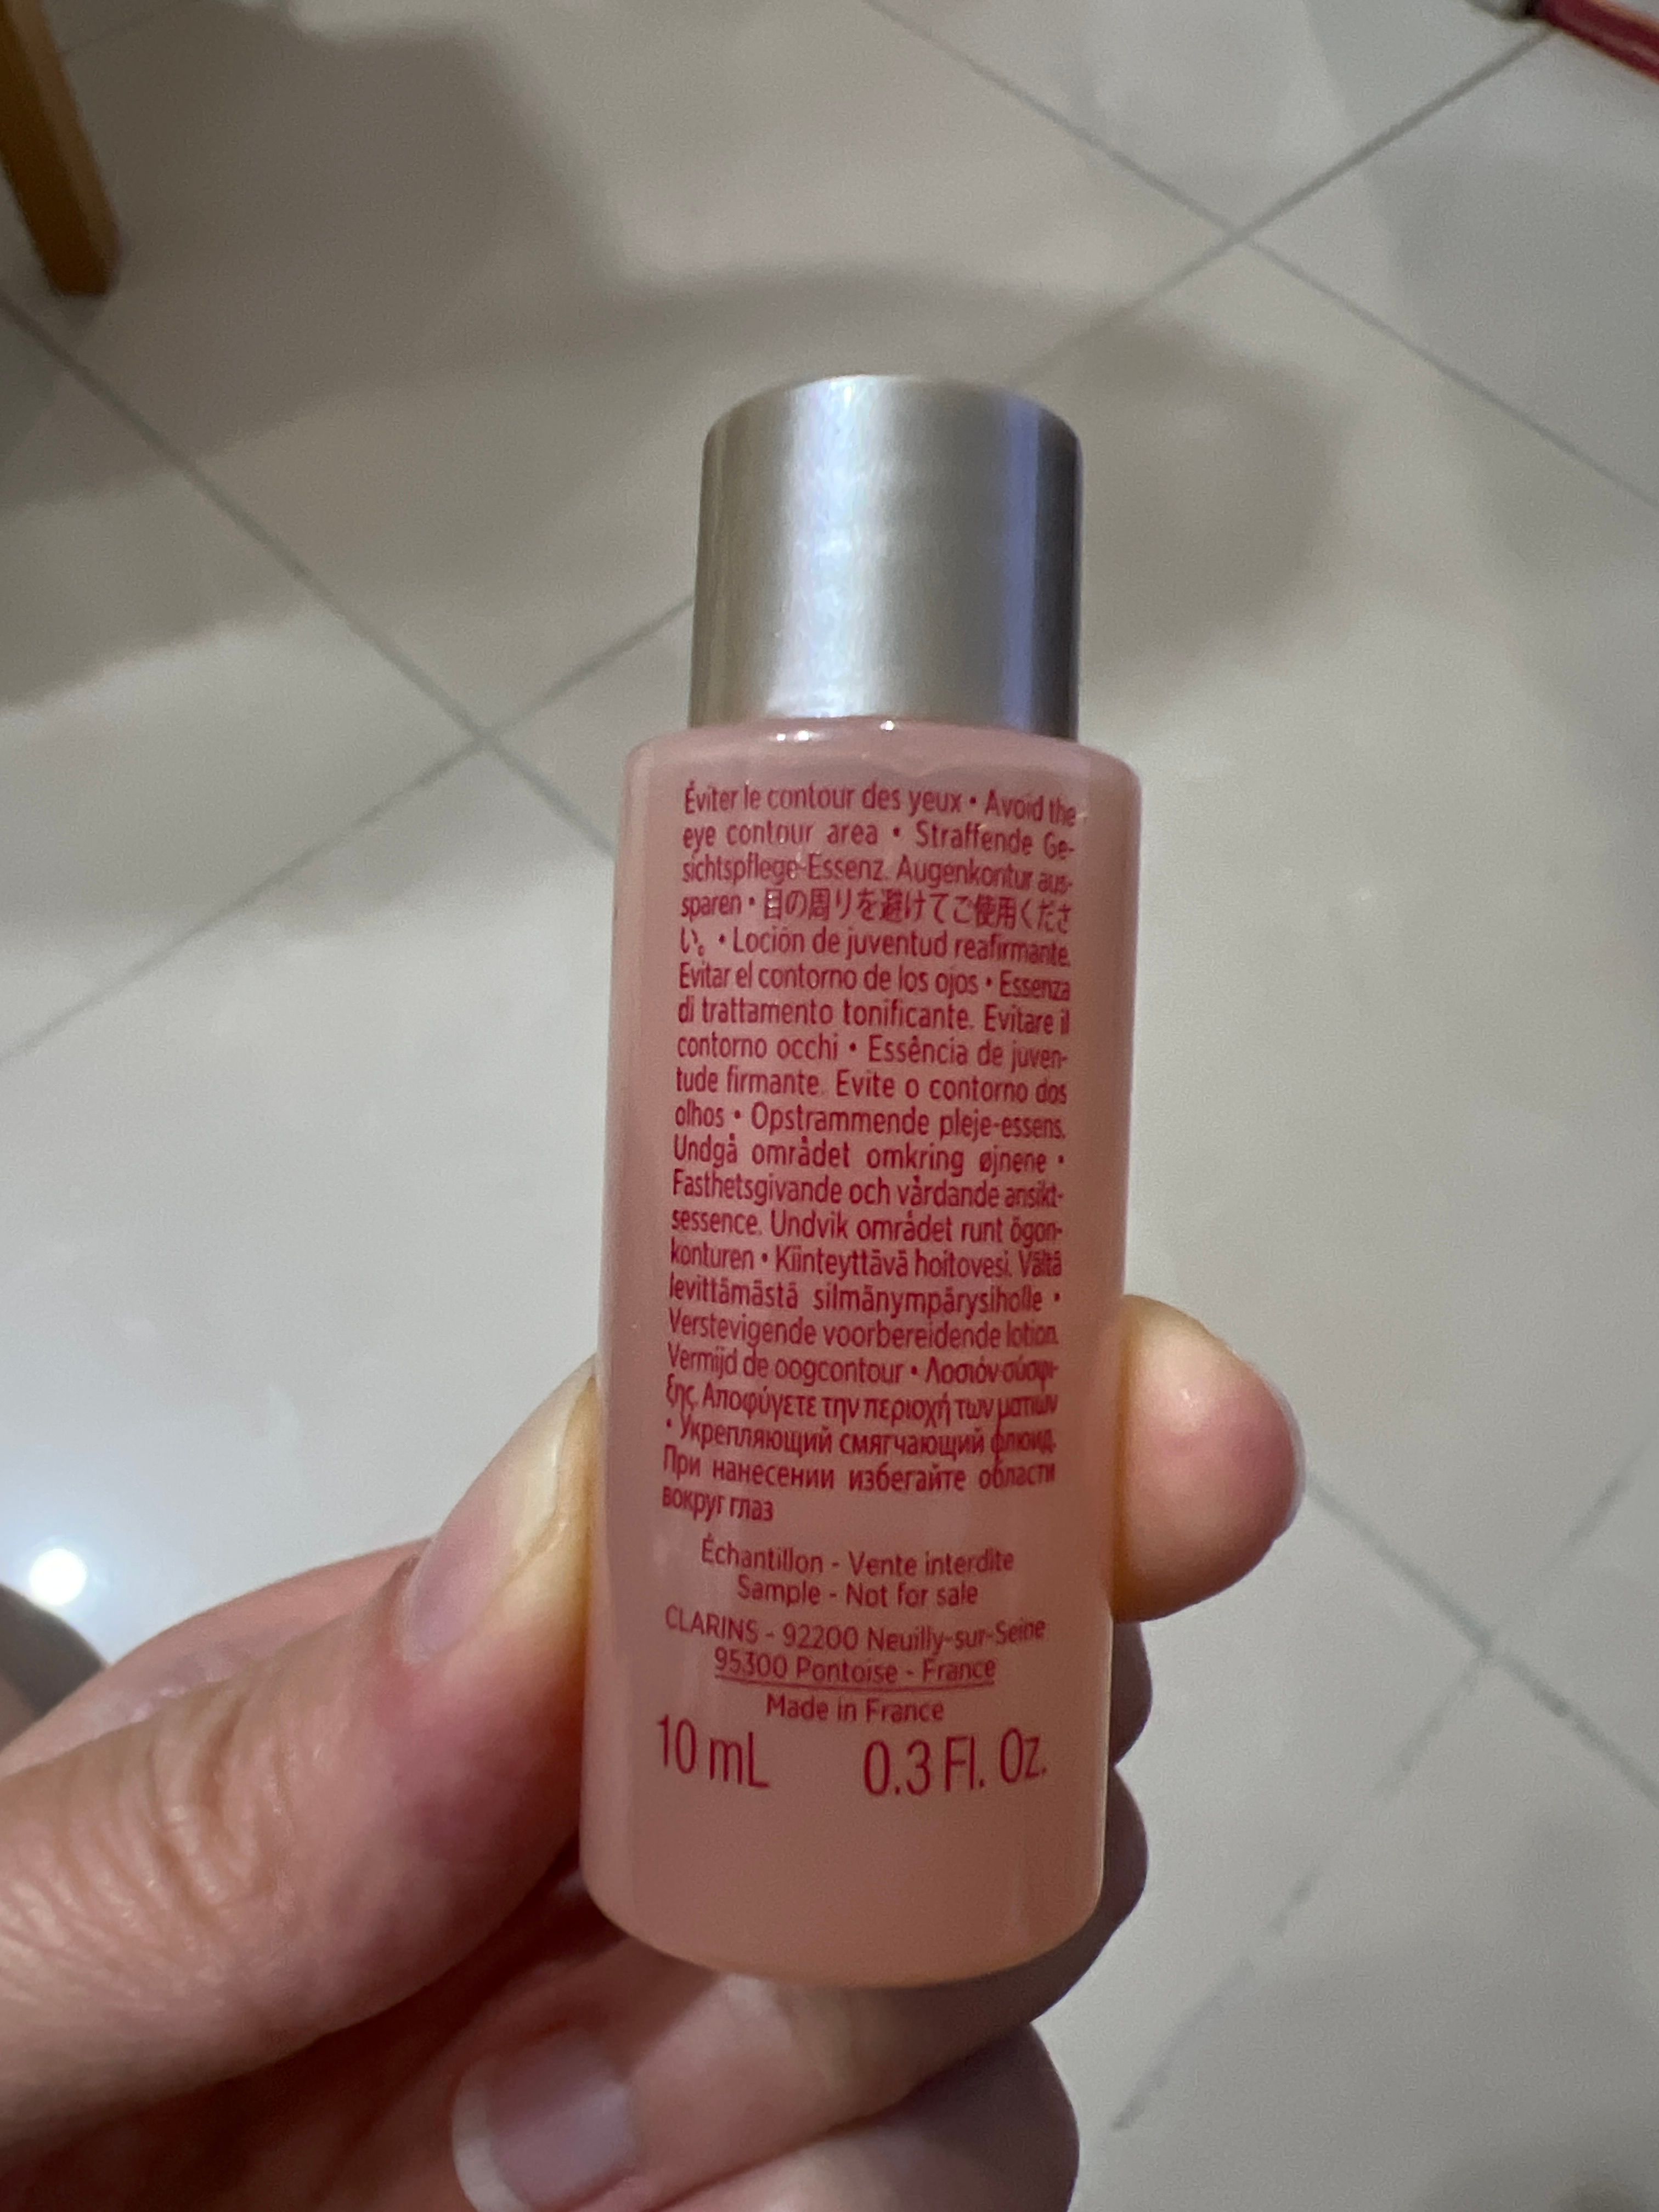 Éviter le contour des yeux • Avoid the
eye contour area • Straffende Ge-
sichtspflege-Essenz. Augenkontur aus-
sparen • 目の周りを避けてご使用くださ
い。 • Loción de juventud reafirmante.
Evitar el contorno de los ojos • Essenza
di trattamento tonificante. Evitare il
contorno occhi • Essência de juven-
tude firmante. Evite o contorno dos
olhos • Opstrammende pleje-essens.
Undgå området omkring øjnene •
Fasthetsgivande och vårdande ansikt-
sessence. Undvik området runt ögon-
konturen • Kiinteyttävä hoitovesi. Vältä
levittämästä silmänympärysiholle •
Verstevigende voorbereidende lotion.
Vermijd de oogcontour • Λοσιόν σύσφι-
ξης. Αποφύγετε την περιοχή των ματιών
• Укрепляющий смягчающий флюид.
При нанесении избегайте области
вокруг глаз
Échantillon - Vente interdite
Sample - Not for sale
CLARINS - 92200 Neuilly-sur-Seine
95300 Pontoise - France
Made in France
10 mL 0.3 Fl. Oz.